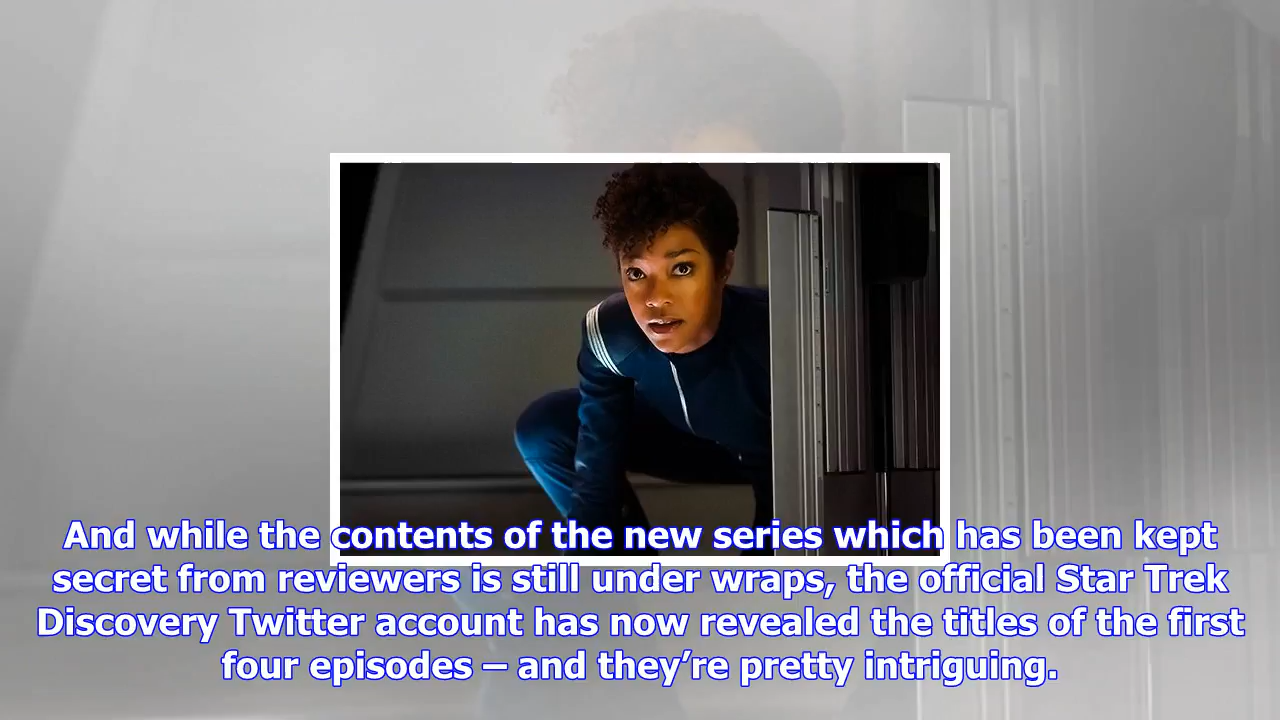 And while the contents of the new series which has been kept
secret from reviewers is still under wraps, the official Star Trek
Discovery Twitter account has now revealed the titles of the first
four episodes – and they’re pretty intriguing.